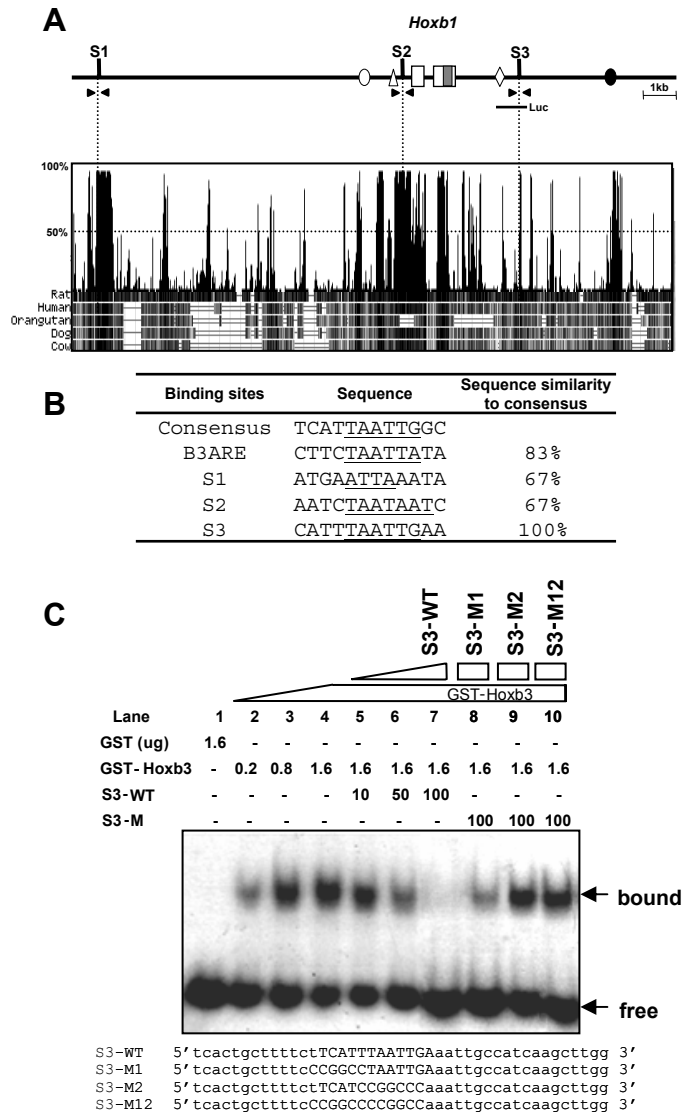 A
Hoxb1
S1 S2 S3
1kb
Luc
100%
50%
Rat
Human
Orangutan
Dog
Cow
B
Binding sites Sequence Sequence similarity to consensus
Consensus TCATTAATTGGC
B3ARE CTTCTAATTATA 83%
S1 ATGAATTAAATA 67%
S2 AATCTAATAATC 67%
S3 CATTTAATTGAA 100%
C
S3-WT S3-M1 S3-M2 S3-M12
GST-Hoxb3
Lane 1 2 3 4 5 6 7 8 9 10
GST (ug) 1.6 - - - - - - - - -
GST-Hoxb3 - 0.2 0.8 1.6 1.6 1.6 1.6 1.6 1.6 1.6
S3-WT - - - - 10 50 100 - - -
S3-M - - - - - - - 100 100 100
bound
free
S3-WT 5’tcactgcttttctTCATTTAATTGAaattgccatcaagcttgg 3’
S3-M1 5’tcactgcttttcCCGGCCTAATTGAaattgccatcaagcttgg 3’
S3-M2 5’tcactgcttttctTCATCCGGCCCaaattgccatcaagcttgg 3’
S3-M12 5’tcactgcttttcCCGGCCCCGGCCaaattgccatcaagcttgg 3’